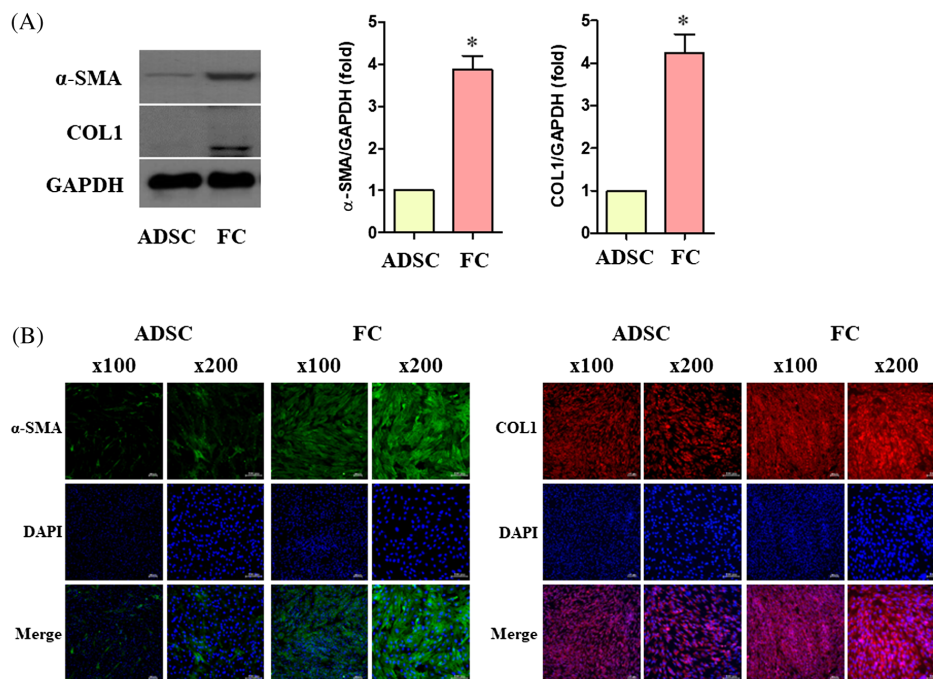 (A)
α-SMA
COL1
GAPDH
ADSC FC
α-SMA/GAPDH (fold)
5
4
3
2
1
0
*
ADSC FC
COL1/GAPDH (fold)
5
4
3
2
1
0
*
ADSC FC
(B)
ADSC FC
x100 x200 x100 x200
α-SMA
DAPI
Merge
ADSC FC
x100 x200 x100 x200
COL1
DAPI
Merge